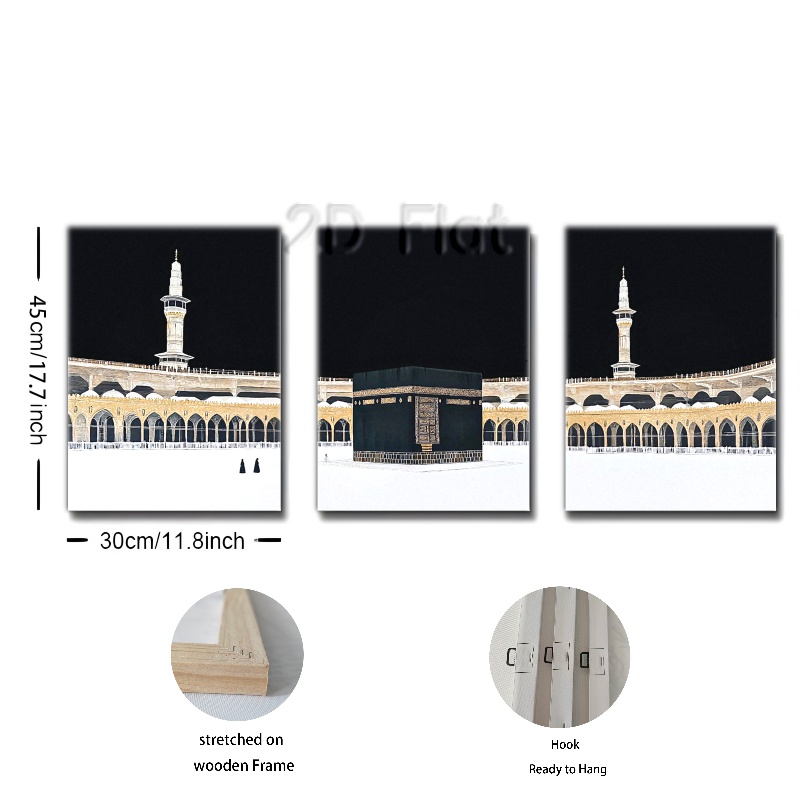 2D Flat
45cm/17.7inch
30cm/11.8inch
stretched on
wooden Frame
Hook
Ready to Hang